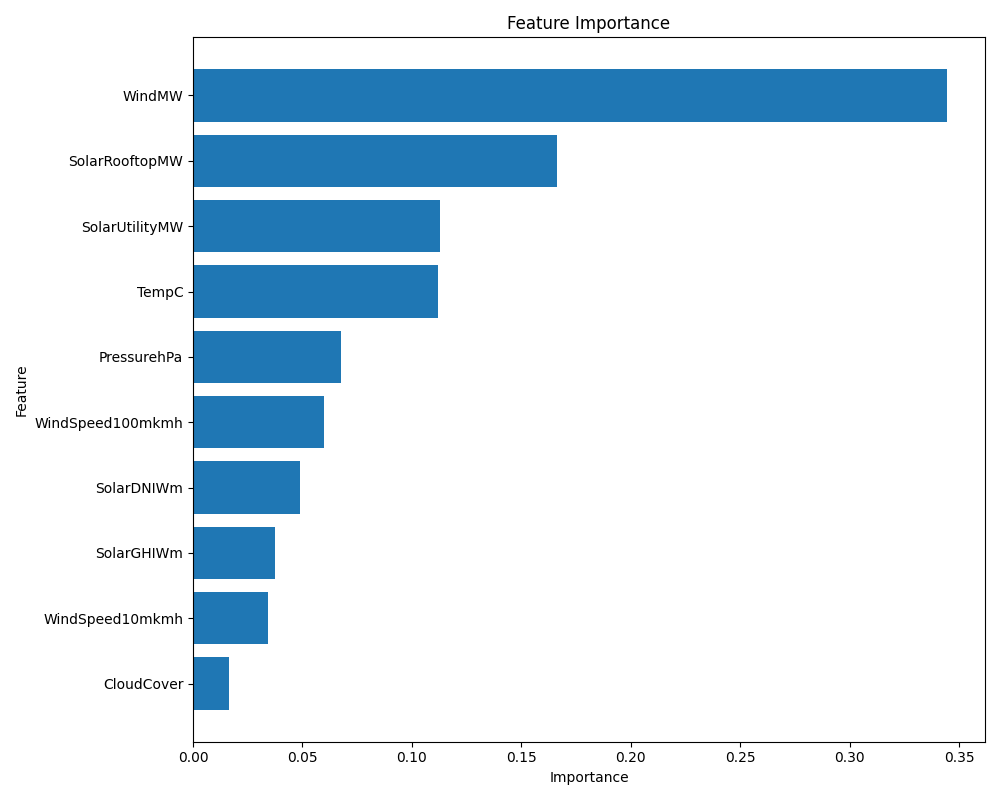 Feature Importance
WindMW
SolarRooftopMW
SolarUtilityMW
TempC
PressurehPa
WindSpeed100mkmh
SolarDNIWm
SolarGHIWm
WindSpeed10mkmh
CloudCover
Feature
0.00 0.05 0.10 0.15 0.20 0.25 0.30 0.35
Importance